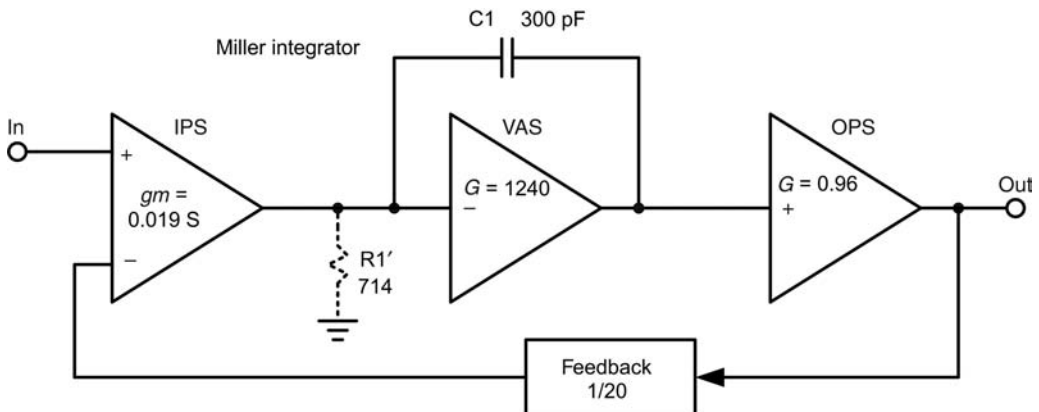 C1 300 pF
Miller integrator
In
IPS
VAS
OPS
+
gm =
0.019 S
−
G = 1240
−
G = 0.96
+
Out
R1′
714
Feedback
1/20